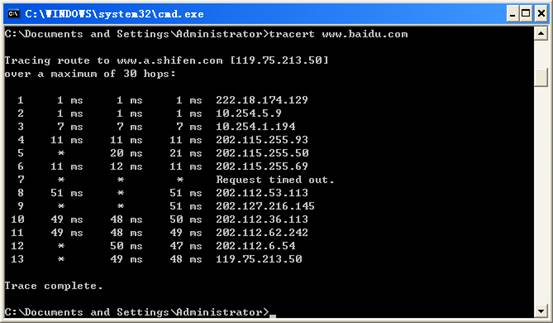 C:\WINDOWS\system32\cmd.exe
C:\Documents and Settings\Administrator>tracert www.baidu.com
Tracing route to www.a.shifen.com [119.75.213.50]
over a maximum of 30 hops:
1 1 ms 1 ms 1 ms 222.18.174.129
2 1 ms 1 ms 1 ms 10.254.5.9
3 7 ms 7 ms 7 ms 10.254.1.194
4 11 ms 11 ms 11 ms 202.115.255.93
5 * 20 ms 21 ms 202.115.255.50
6 11 ms 12 ms 11 ms 202.115.255.69
7 * * * Request timed out.
8 51 ms * 51 ms 202.112.53.113
9 * * 51 ms 202.127.216.145
10 49 ms 48 ms 50 ms 202.112.36.113
11 49 ms 48 ms 49 ms 202.112.62.242
12 * 50 ms 47 ms 202.112.6.54
13 * 49 ms 48 ms 119.75.213.50
Trace complete.
C:\Documents and Settings\Administrator>_